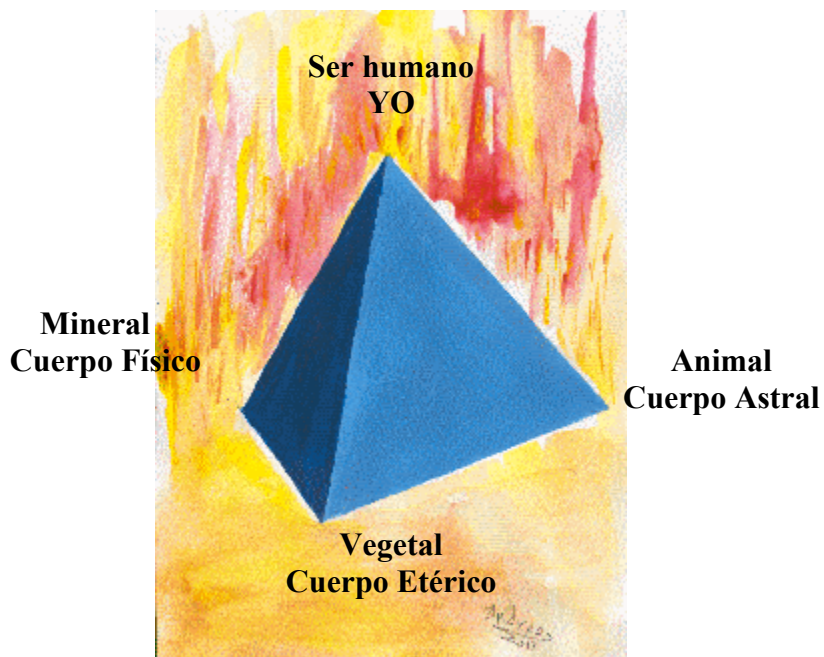 Ser humano
YO
Mineral
Cuerpo Físico
Animal
Cuerpo Astral
Vegetal
Cuerpo Etérico